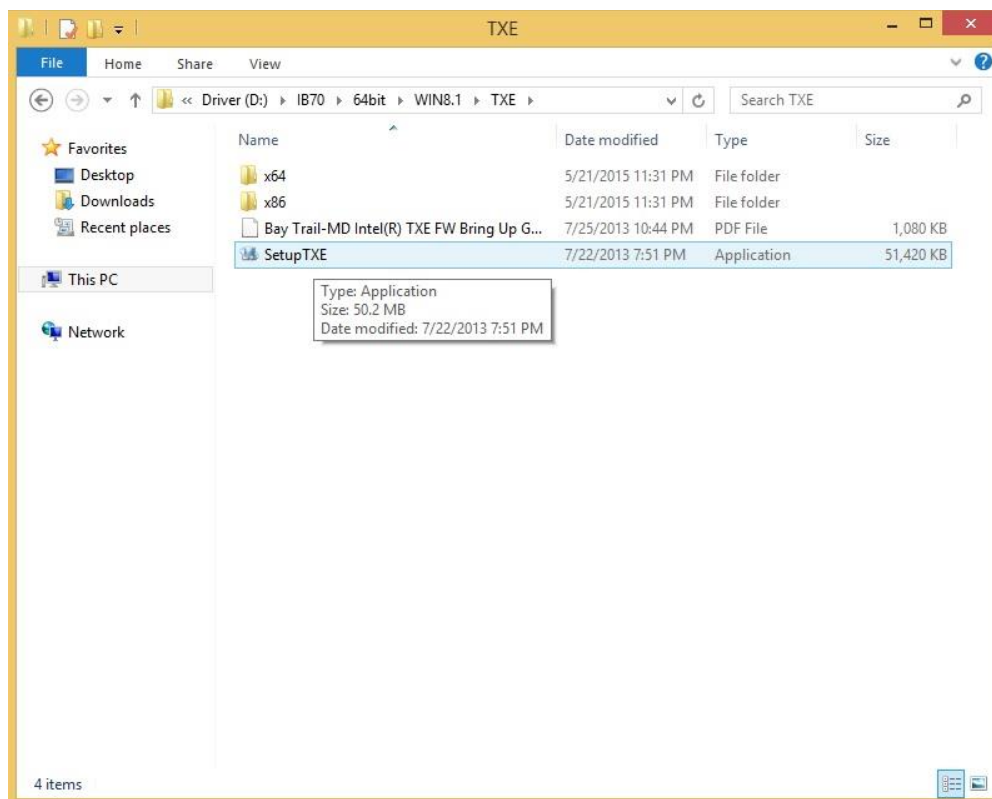 TXE
File Home Share View
« Driver (D:) IB70 64bit WIN8.1 TXE Search TXE
Favorites
Desktop
Downloads
Recent places
This PC
Network
Name Date modified Type Size
x64 5/21/2015 11:31 PM File folder
x86 5/21/2015 11:31 PM File folder
Bay Trail-MD Intel(R) TXE FW Bring Up G... 7/25/2013 10:44 PM PDF File 1,080 KB
SetupTXE 7/22/2013 7:51 PM Application 51,420 KB
Type: Application
Size: 50.2 MB
Date modified: 7/22/2013 7:51 PM
4 items